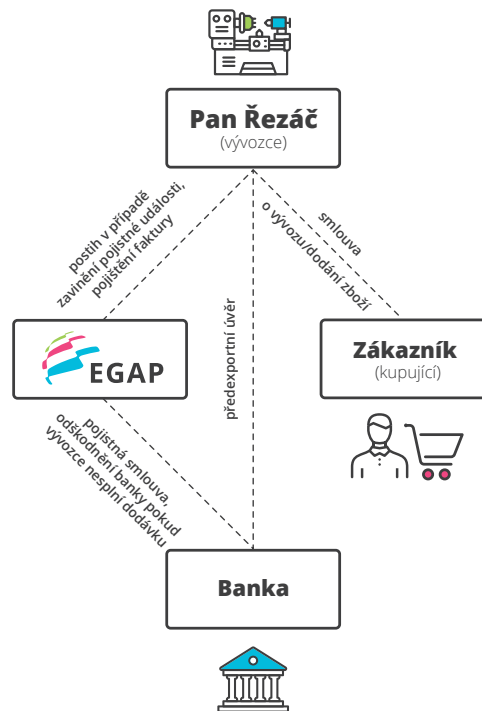 Pan Řezáč
(vývozce)
postih v případě
zavinění pojistné události,
pojištění faktury
smlouva
o vývozu/dodání zboží
předexportní úvěr
EGAP
Zákazník
(kupující)
pojistná smlouva,
odškodnění banky pokud
vývozce nesplní dodávku
Banka